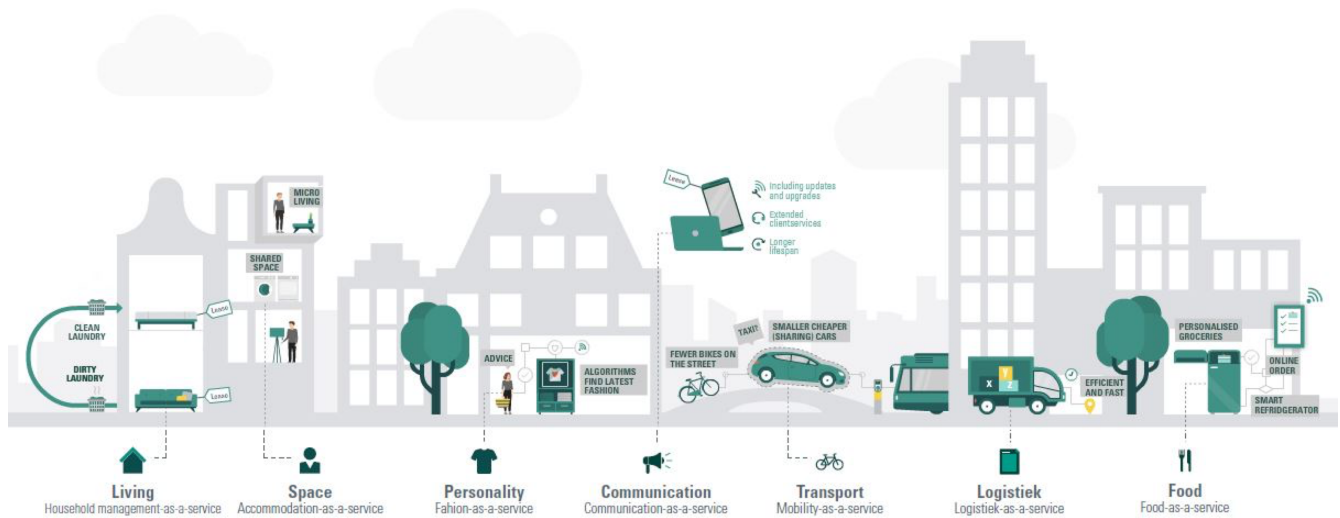 MICRO
LIVING
SHARED
SPACE
CLEAN
LAUNDRY
DIRTY
LAUNDRY
Lease
Lease
ADVICE
ALGORITHMS
FIND LATEST
FASHION
Lease
Including updates
and upgrades
Extended
clientservices
Longer
lifespan
FEWER BIKES ON
THE STREET
TAXI?
SMALLER CHEAPER
(SHARING) CARS
X
Y
Z
EFFICIENT
AND FAST
PERSONALISED
GROCERIES
ONLINE
ORDER
SMART
REFRIDGERATOR
Living
Household management-as-a-service
Space
Accommodation-as-a-service
Personality
Fahion-as-a-service
Communication
Communication-as-a-service
Transport
Mobility-as-a-service
Logistiek
Logistiek-as-a-service
Food
Food-as-a-service